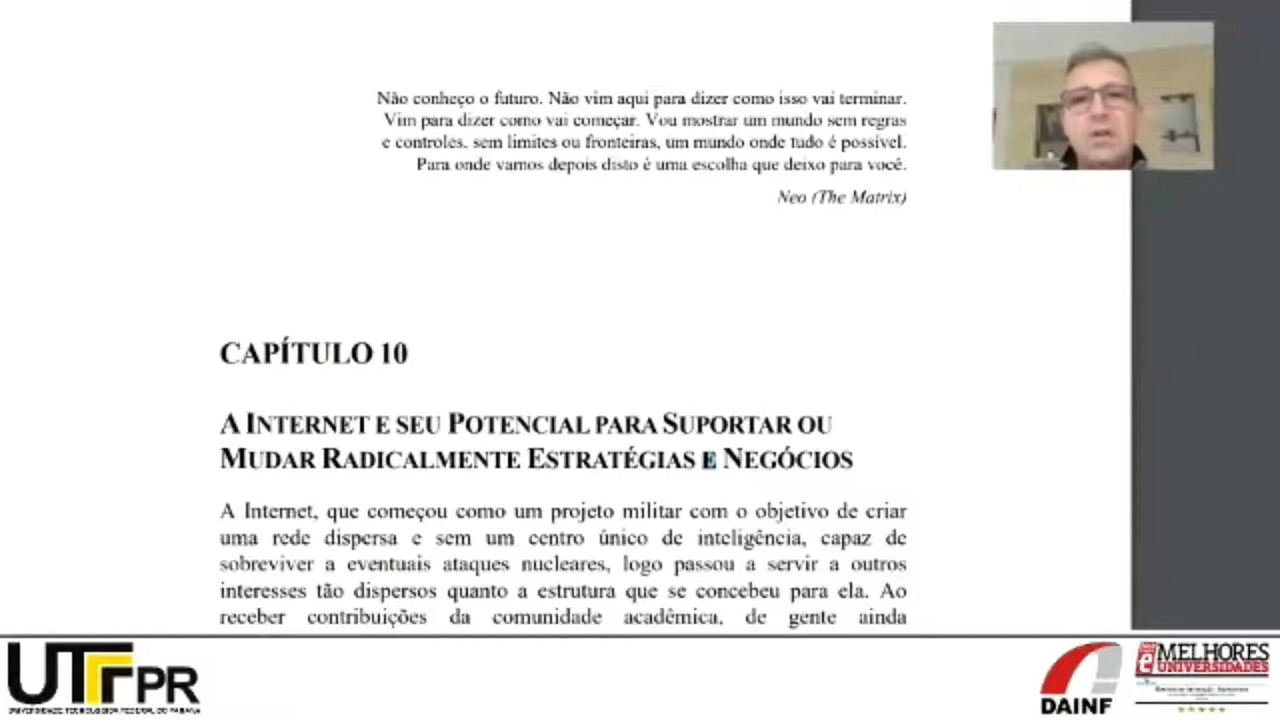 Não conheço o futuro. Não vim aqui para dizer como isso vai terminar.
Vim para dizer como vai começar. Vou mostrar um mundo sem regras
e controles, sem limites ou fronteiras, um mundo onde tudo é possível.
Para onde vamos depois disto é uma escolha que deixo para você.
Neo (The Matrix)
CAPÍTULO 10
A INTERNET E SEU POTENCIAL PARA SUPORTAR OU
MUDAR RADICALMENTE ESTRATÉGIAS E NEGÓCIOS
A Internet, que começou como um projeto militar com o objetivo de criar
uma rede dispersa e sem um centro único de inteligência, capaz de
sobreviver a eventuais ataques nucleares, logo passou a servir a outros
interesses tão dispersos quanto a estrutura que se concebeu para ela. Ao
receber contribuições da comunidade acadêmica, de gente ainda
UTFPR
UNIVERSIDADE TECNOLÓGICA FEDERAL DO PARANÁ
DAINF
MELHORES
UNIVERSIDADES